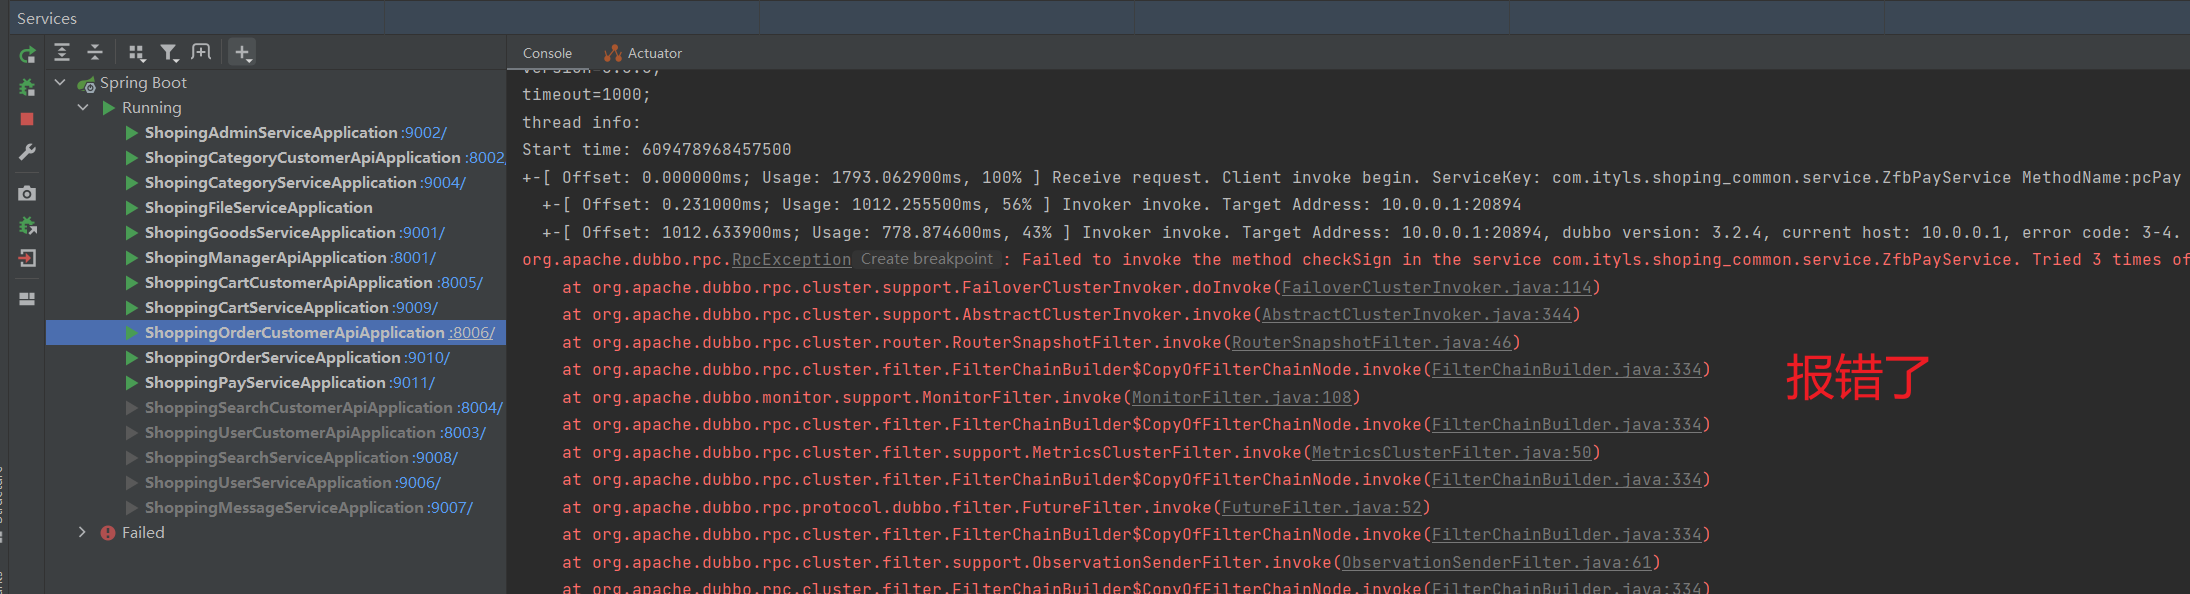 Services
Console
Actuator
Spring Boot
Running
ShopingAdminServiceApplication :9002/
ShopingCategoryCustomerApiApplication :8002/
ShopingCategoryServiceApplication :9004/
ShopingFileServiceApplication
ShopingGoodsServiceApplication :9001/
ShopingManagerApiApplication :8001/
ShoppingCartCustomerApiApplication :8005/
ShoppingCartServiceApplication :9009/
ShoppingOrderCustomerApiApplication :8006/
ShoppingOrderServiceApplication :9010/
ShoppingPayServiceApplication :9011/
ShoppingSearchCustomerApiApplication :8004/
ShoppingUserCustomerApiApplication :8003/
ShoppingSearchServiceApplication :9008/
ShoppingUserServiceApplication :9006/
ShoppingMessageServiceApplication :9007/
Failed
timeout=1000;
thread info:
Start time: 609478968457500
+-[ Offset: 0.000000ms; Usage: 1793.062900ms, 100% ] Receive request. Client invoke begin. ServiceKey: com.ityls.shoping_common.service.ZfbPayService MethodName:pcPay
+-[ Offset: 0.231000ms; Usage: 1012.255500ms, 56% ] Invoker invoke. Target Address: 10.0.0.1:20894
+-[ Offset: 1012.633900ms; Usage: 778.874600ms, 43% ] Invoker invoke. Target Address: 10.0.0.1:20894, dubbo version: 3.2.4, current host: 10.0.0.1, error code: 3-4.
org.apache.dubbo.rpc.RpcException Create breakpoint : Failed to invoke the method checkSign in the service com.ityls.shoping_common.service.ZfbPayService. Tried 3 times of
at org.apache.dubbo.rpc.cluster.support.FailoverClusterInvoker.doInvoke(FailoverClusterInvoker.java:114)
at org.apache.dubbo.rpc.cluster.support.AbstractClusterInvoker.invoke(AbstractClusterInvoker.java:344)
at org.apache.dubbo.rpc.cluster.router.RouterSnapshotFilter.invoke(RouterSnapshotFilter.java:46)
at org.apache.dubbo.rpc.cluster.filter.FilterChainBuilder$CopyOfFilterChainNode.invoke(FilterChainBuilder.java:334)
at org.apache.dubbo.monitor.support.MonitorFilter.invoke(MonitorFilter.java:108)
at org.apache.dubbo.rpc.cluster.filter.FilterChainBuilder$CopyOfFilterChainNode.invoke(FilterChainBuilder.java:334)
at org.apache.dubbo.rpc.cluster.filter.support.MetricsClusterFilter.invoke(MetricsClusterFilter.java:50)
at org.apache.dubbo.rpc.cluster.filter.FilterChainBuilder$CopyOfFilterChainNode.invoke(FilterChainBuilder.java:334)
at org.apache.dubbo.rpc.protocol.dubbo.filter.FutureFilter.invoke(FutureFilter.java:52)
at org.apache.dubbo.rpc.cluster.filter.FilterChainBuilder$CopyOfFilterChainNode.invoke(FilterChainBuilder.java:334)
at org.apache.dubbo.rpc.cluster.filter.support.ObservationSenderFilter.invoke(ObservationSenderFilter.java:61)
at org.apache.dubbo.rpc.cluster.filter.FilterChainBuilder$CopyOfFilterChainNode.invoke(FilterChainBuilder.java:334)
报错了